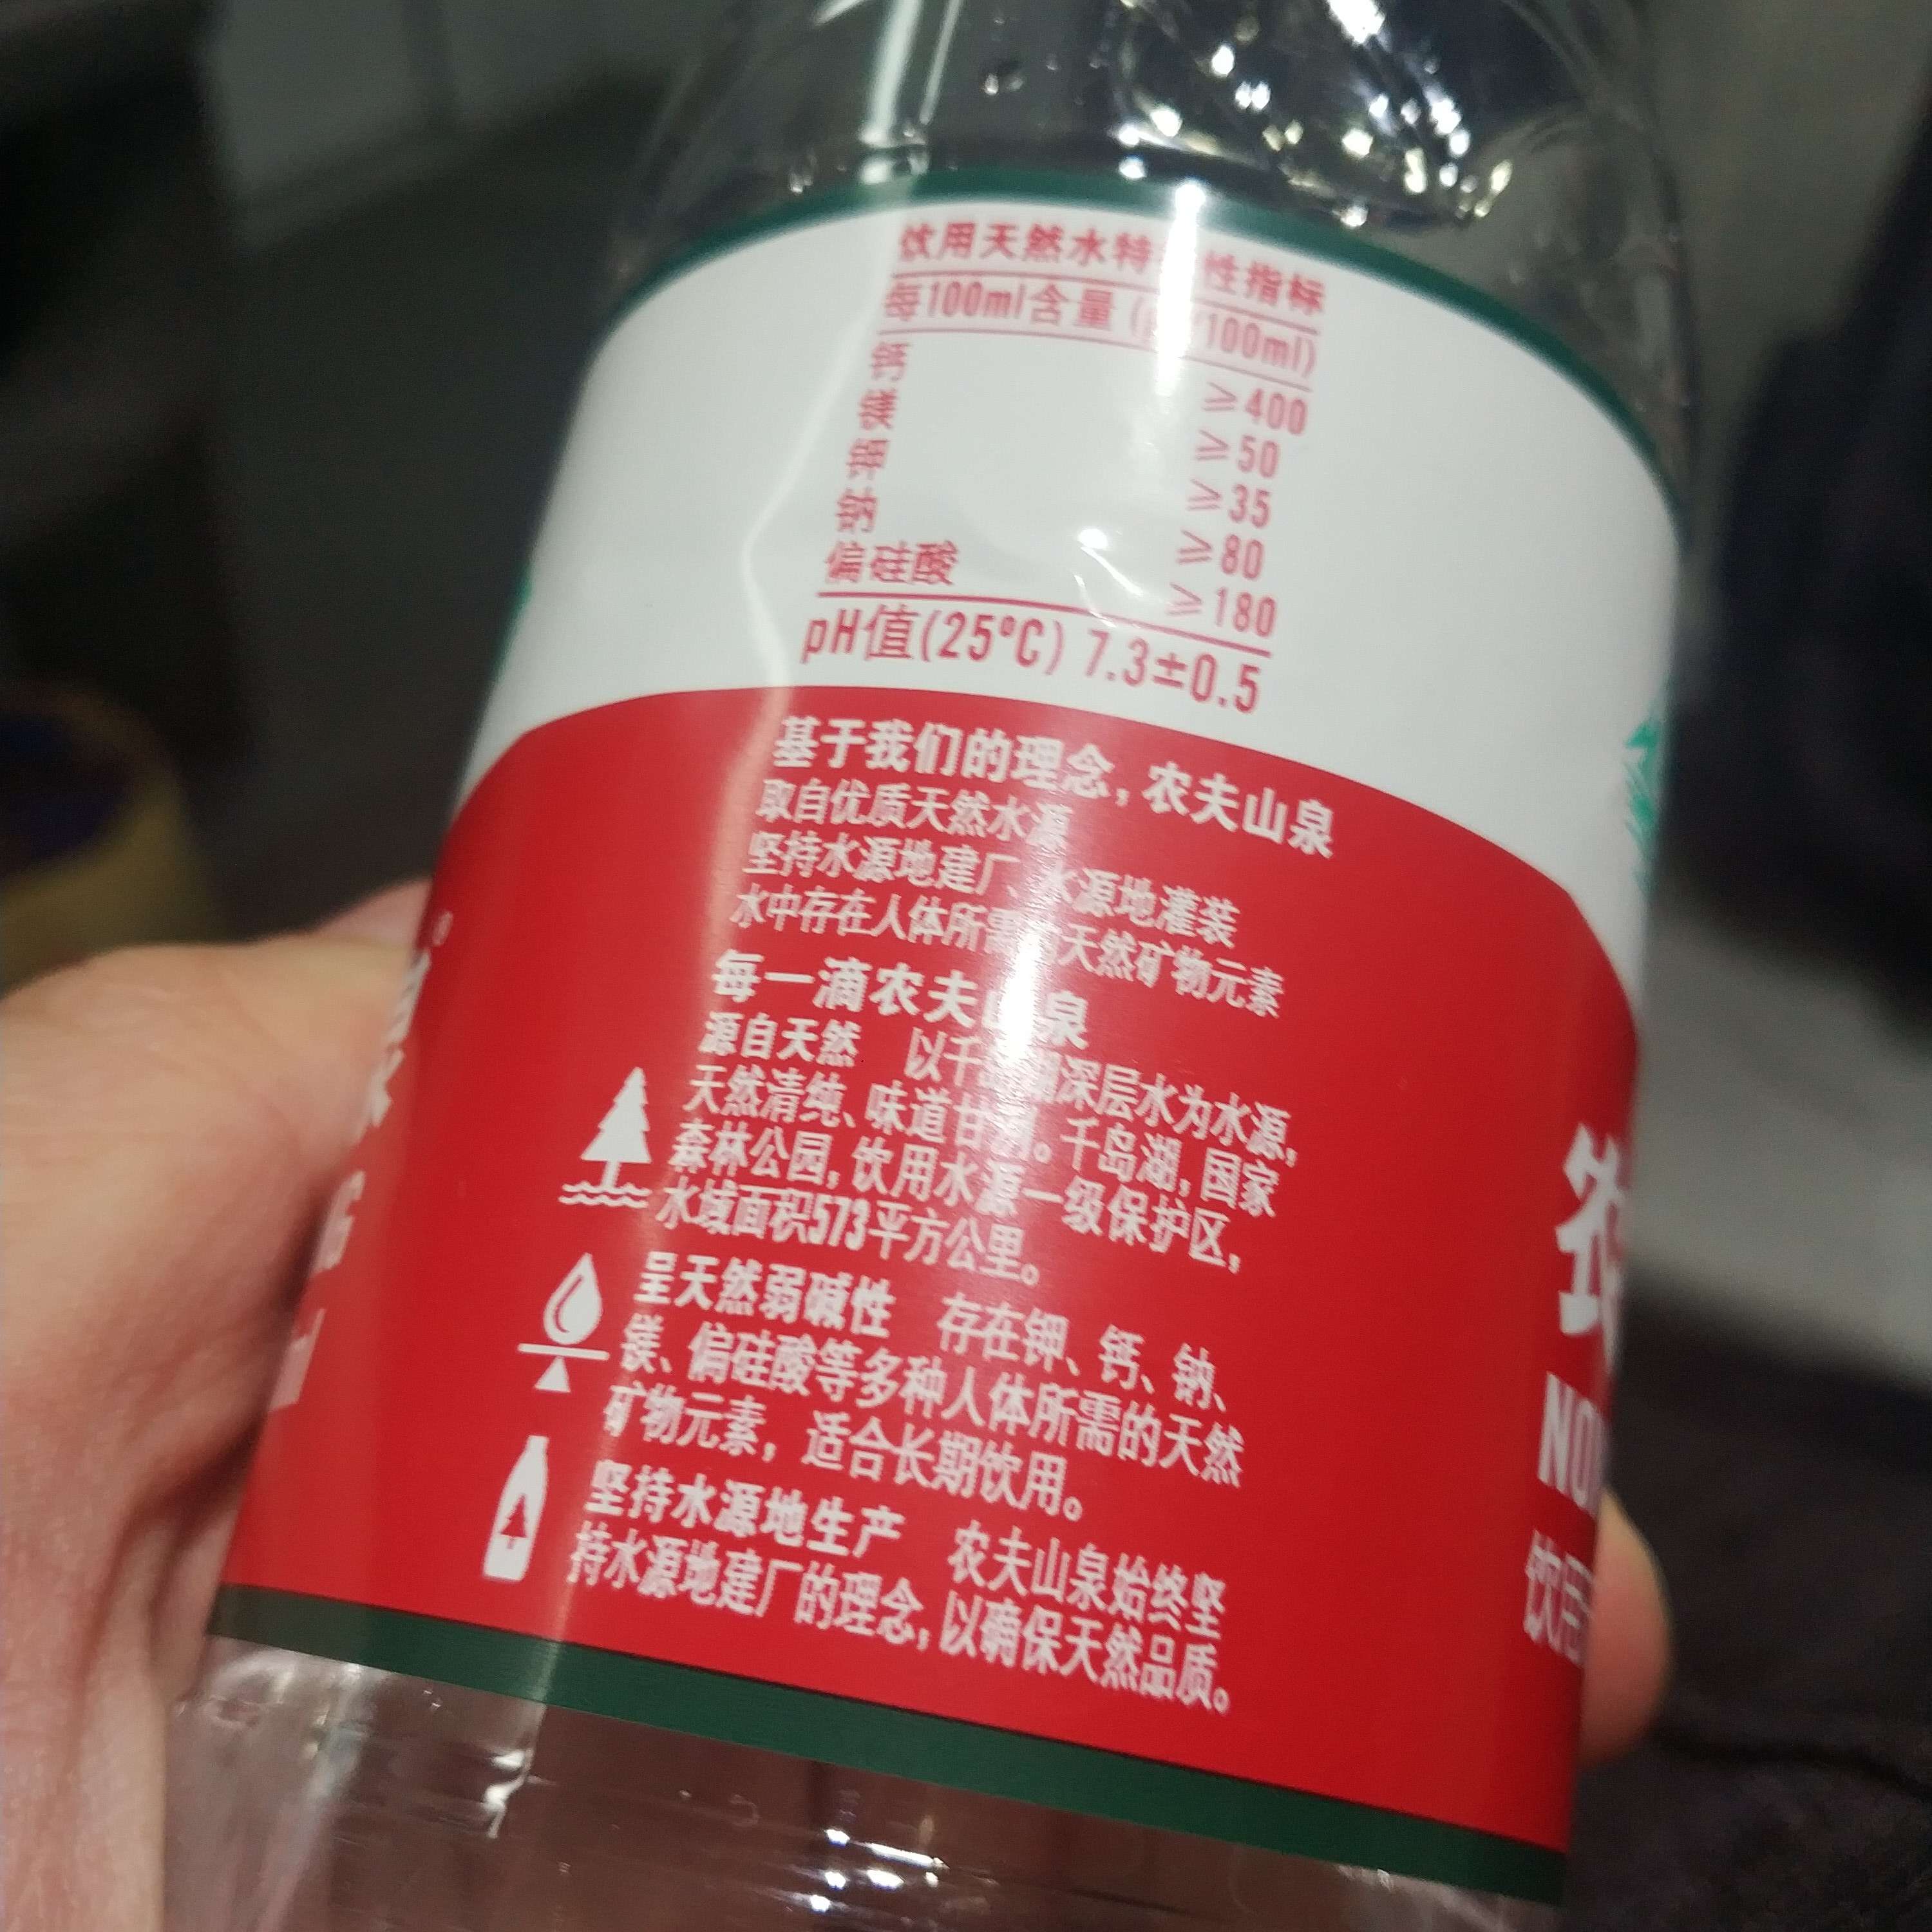 饮用天然水特 性指标
每100ml含量 ( /100ml)
钙 ≥400
镁 ≥50
钾 ≥35
钠 ≥80
偏硅酸 ≥180
pH值(25℃) 7.3±0.5
基于我们的理念,农夫山泉
取自优质天然水源
坚持水源地建厂、水源地灌装
水中存在人体所需 天然矿物元素
每一滴农夫山泉
源自天然 以千 深层水为水源,
天然清纯、味道甘 。千岛湖,国家
森林公园,饮用水源一级保护区,
水域面积573平方公里。
呈天然弱碱性 存在钾、钙、钠、
镁、偏硅酸等多种人体所需的天然
矿物元素,适合长期饮用。
坚持水源地生产 农夫山泉始终坚
持水源地建厂的理念,以确保天然品质。
农
NO
饮用